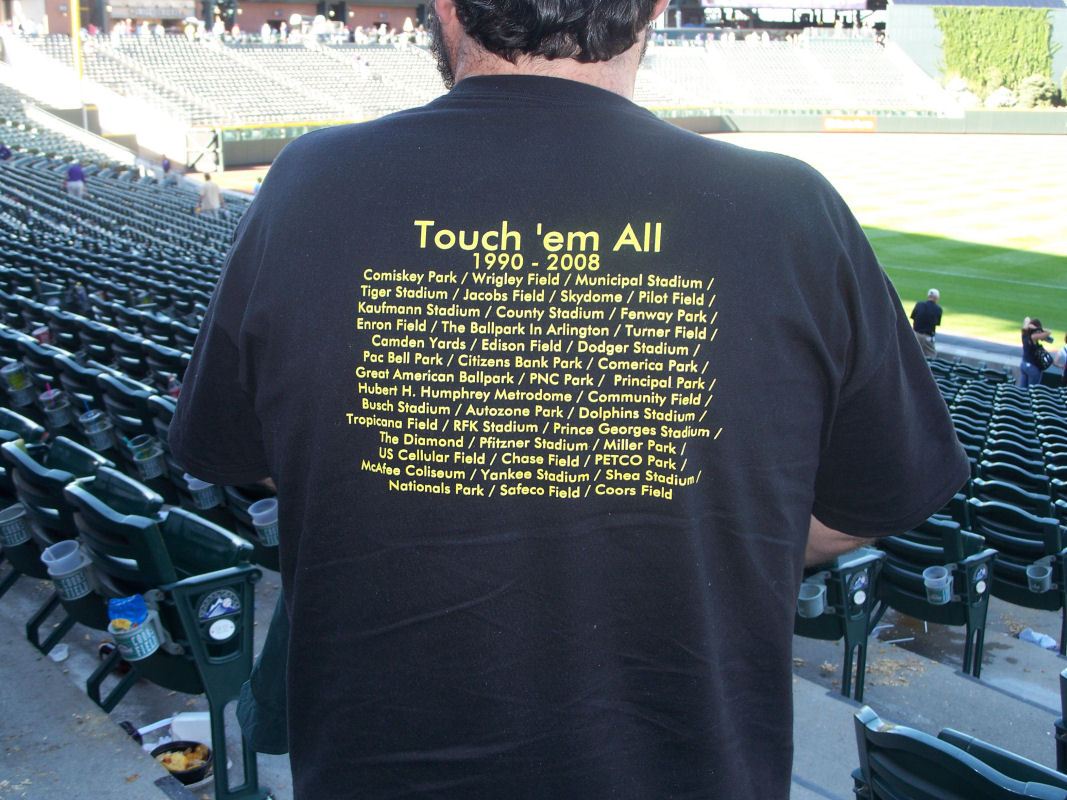 Touch 'em All
1990 - 2008
Comiskey Park / Wrigley Field / Municipal Stadium /
Tiger Stadium / Jacobs Field / Skydome / Pilot Field /
Kaufmann Stadium / County Stadium / Fenway Park /
Enron Field / The Ballpark In Arlington / Turner Field /
Camden Yards / Edison Field / Dodger Stadium /
Pac Bell Park / Citizens Bank Park / Comerica Park /
Great American Ballpark / PNC Park / Principal Park /
Hubert H. Humphrey Metrodome / Community Field /
Busch Stadium / Autozone Park / Dolphins Stadium /
Tropicana Field / RFK Stadium / Prince Georges Stadium /
The Diamond / Pfitzner Stadium / Miller Park /
US Cellular Field / Chase Field / PETCO Park /
McAfee Coliseum / Yankee Stadium / Shea Stadium /
Nationals Park / Safeco Field / Coors Field